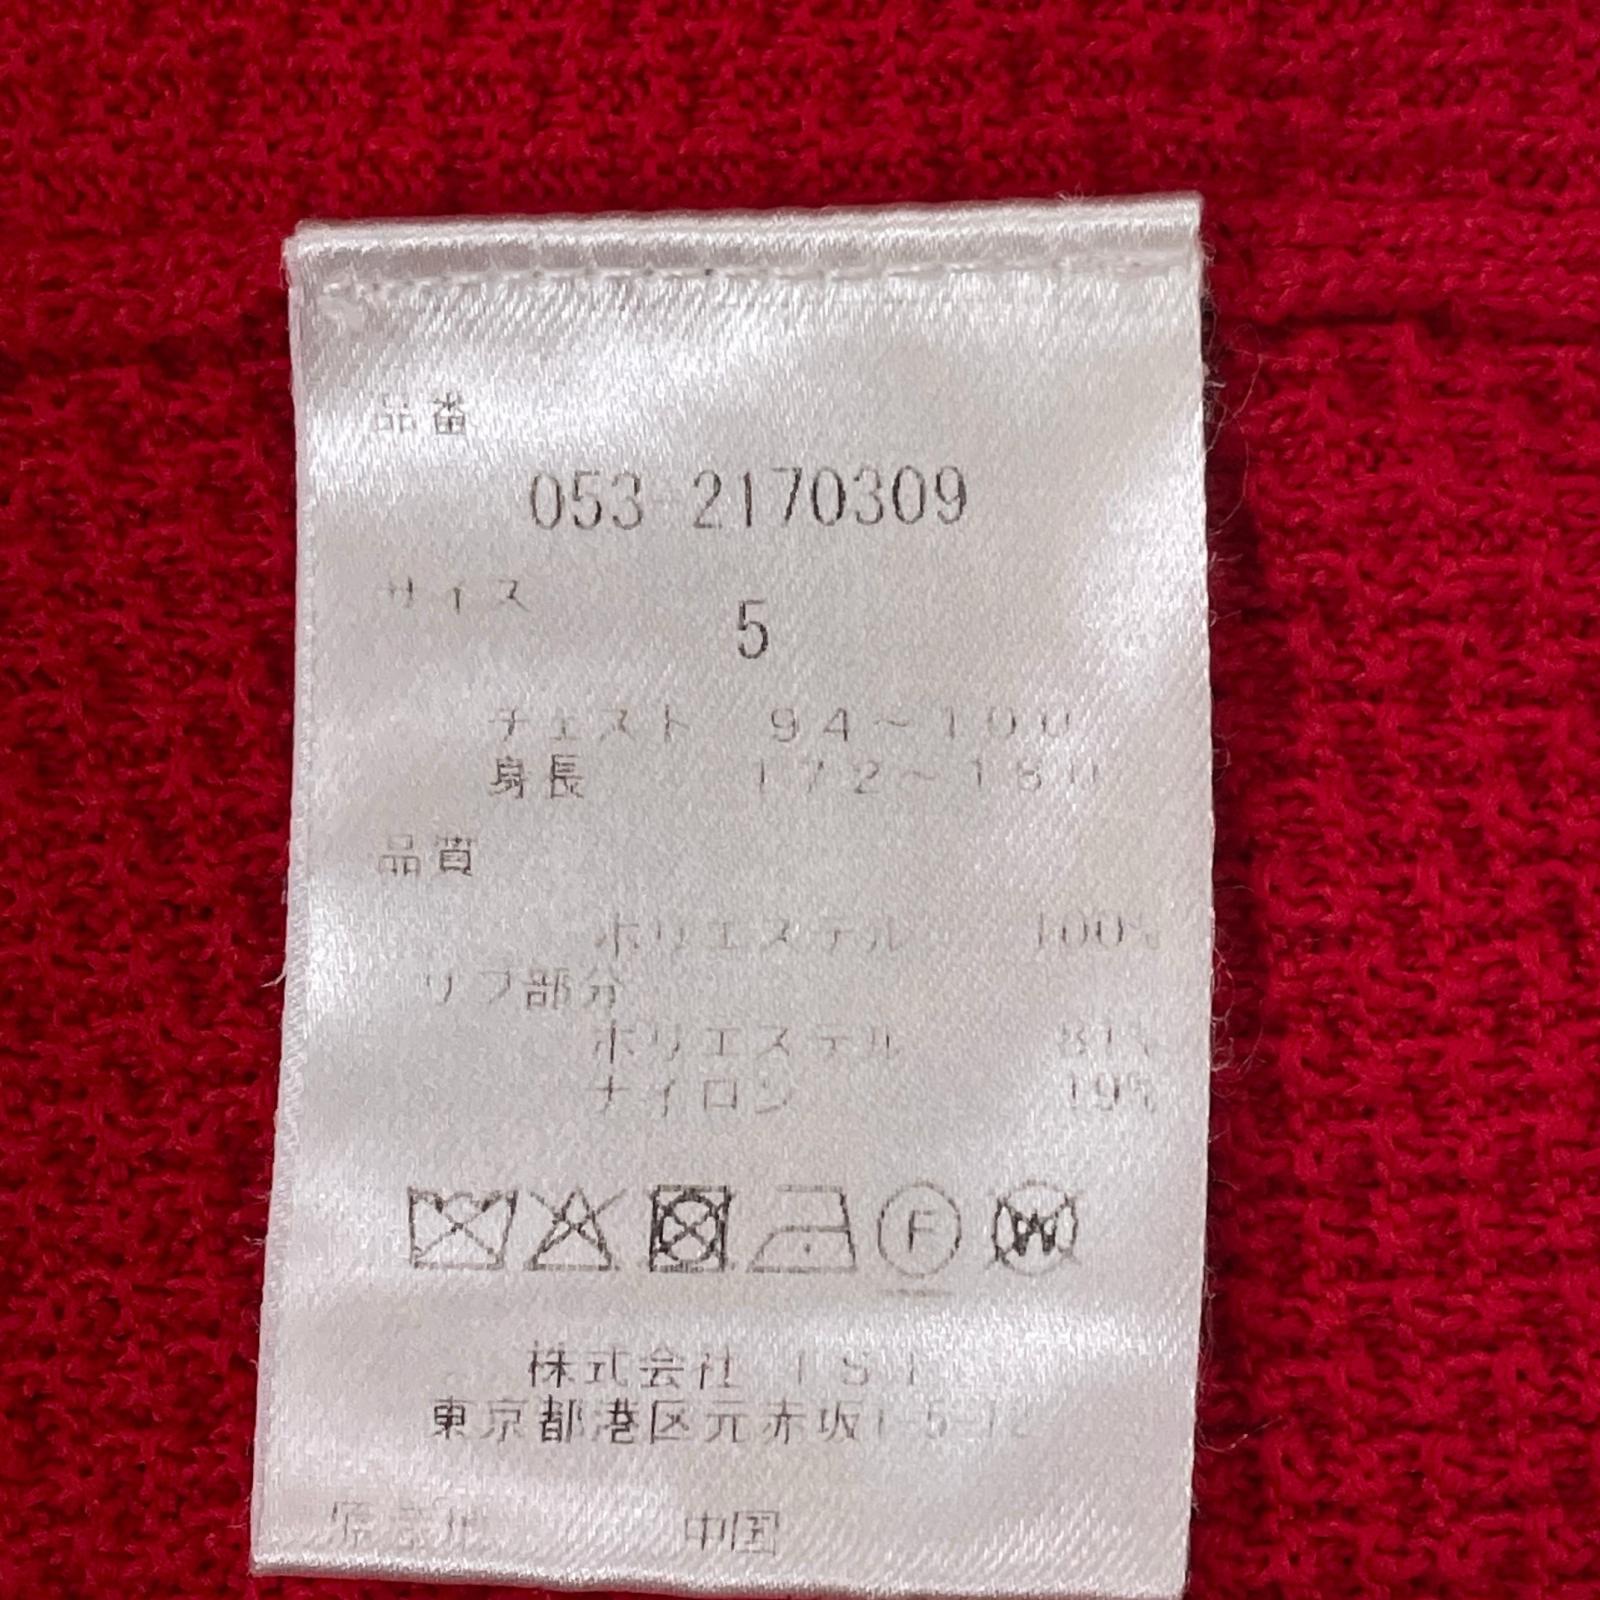 品番
053-2170309
サイズ
5
チェスト 94～100
身長 172～180
品質
ポリエステル 100%
リブ部分
ポリエステル 81%
ナイロン 19%
F
W
株式会社 TSI
東京都港区元赤坂1-5-12
中国